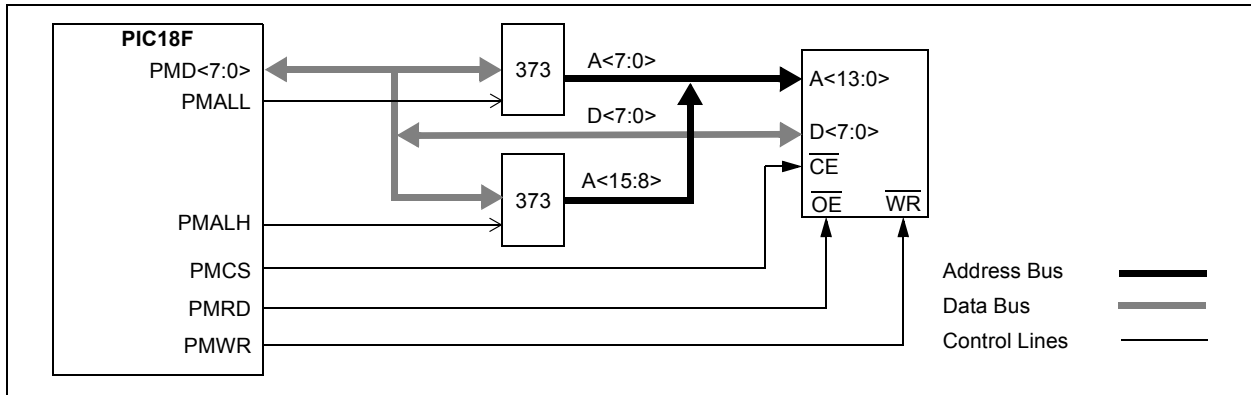 PIC18F
PMD<7:0>
PMALL
PMALH
PMCS
PMRD
PMWR
373
A<7:0>
D<7:0>
373
A<15:8>
A<13:0>
D<7:0>
CE
OE WR
Address Bus
Data Bus
Control Lines